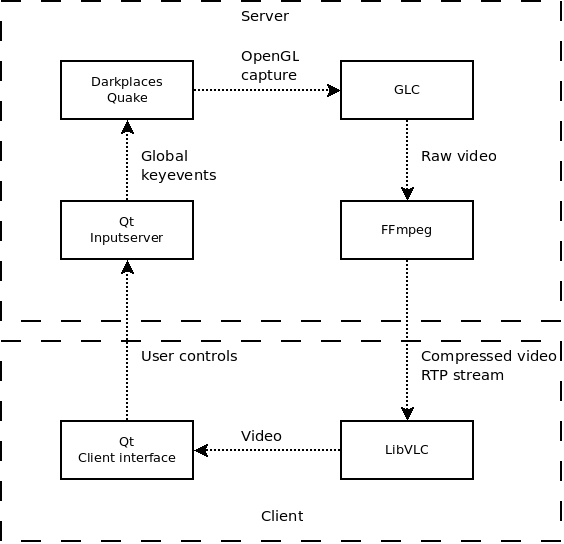 Server
OpenGL
capture
Darkplaces
Quake
GLC
Global
keyevents
Raw video
Qt
Inputserver
FFmpeg
User controls
Compressed video
RTP stream
Qt
Client interface
Video
LibVLC
Client